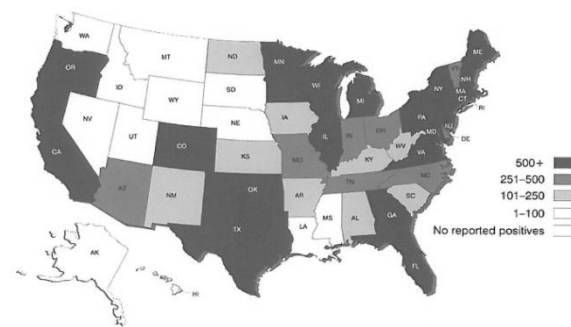 WA
OR
CA
NV
ID
MT
WY
UT
AZ
CO
NM
ND
SD
NE
KS
OK
TX
MN
IA
MO
AR
LA
WI
IL
MI
IN
OH
KY
TN
MS
AL
GA
FL
SC
NC
WV
VA
PA
NY
VT
NH
ME
MA
CT
RI
NJ
DE
MD
AK
HI
500+
251–500
101–250
1–100
No reported positives